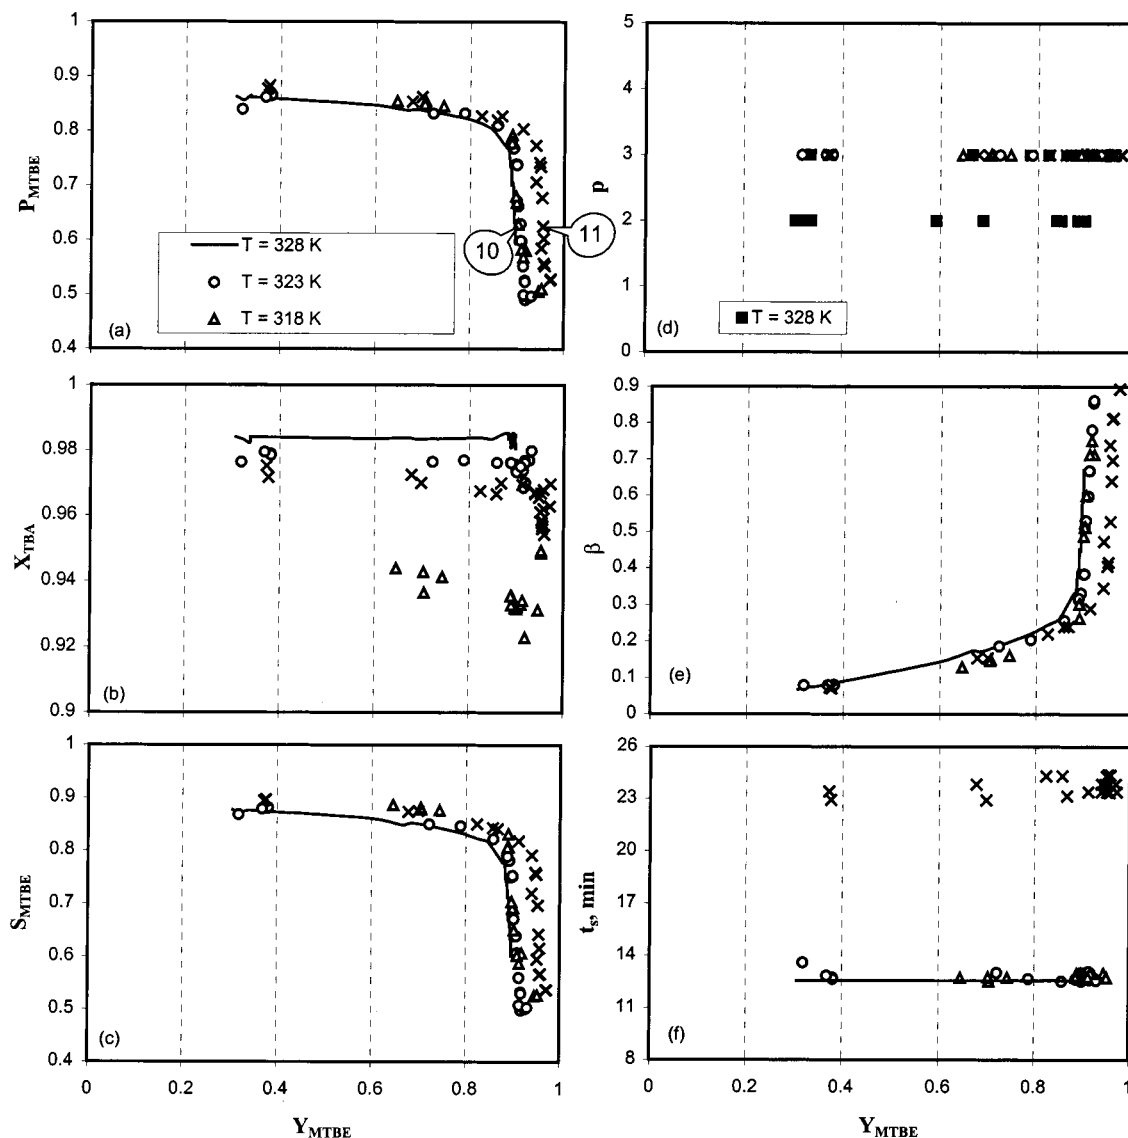 1
0.9
0.8
0.7
0.6
0.5
0.4
P_MTBE
T = 328 K
T = 323 K
T = 318 K
(a)
10
11
5
4
3
2
1
0
p
T = 328 K
(d)
1
0.98
0.96
0.94
0.92
0.9
X_TBA
(b)
0.9
0.8
0.7
0.6
0.5
0.4
0.3
0.2
0.1
0
β
(e)
1
0.9
0.8
0.7
0.6
0.5
0.4
S_MTBE
(c)
0 0.2 0.4 0.6 0.8 1
Y_MTBE
26
23
20
17
14
11
8
t_s, min
(f)
0 0.2 0.4 0.6 0.8 1
Y_MTBE